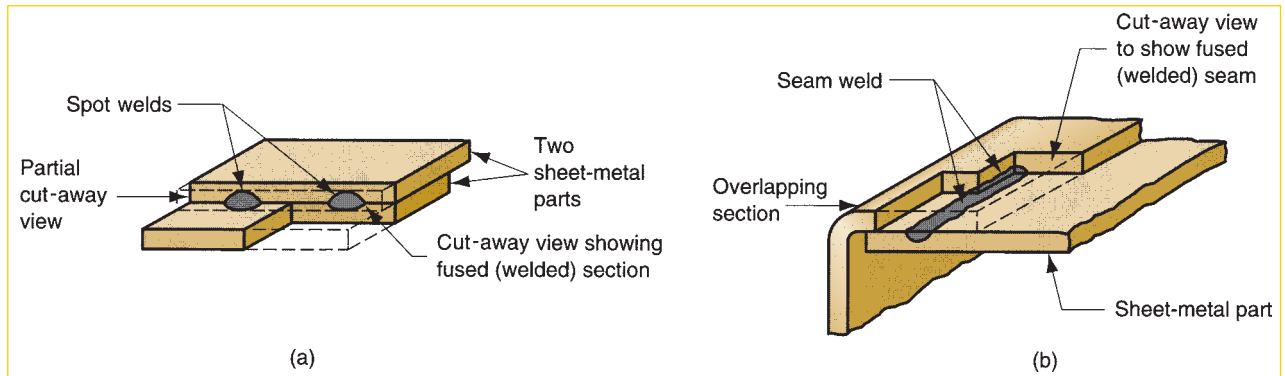 Spot welds
Partial
cut-away
view
Two
sheet-metal
parts
Cut-away view showing
fused (welded) section
(a)
Cut-away view
to show fused
(welded) seam
Seam weld
Overlapping
section
Sheet-metal part
(b)